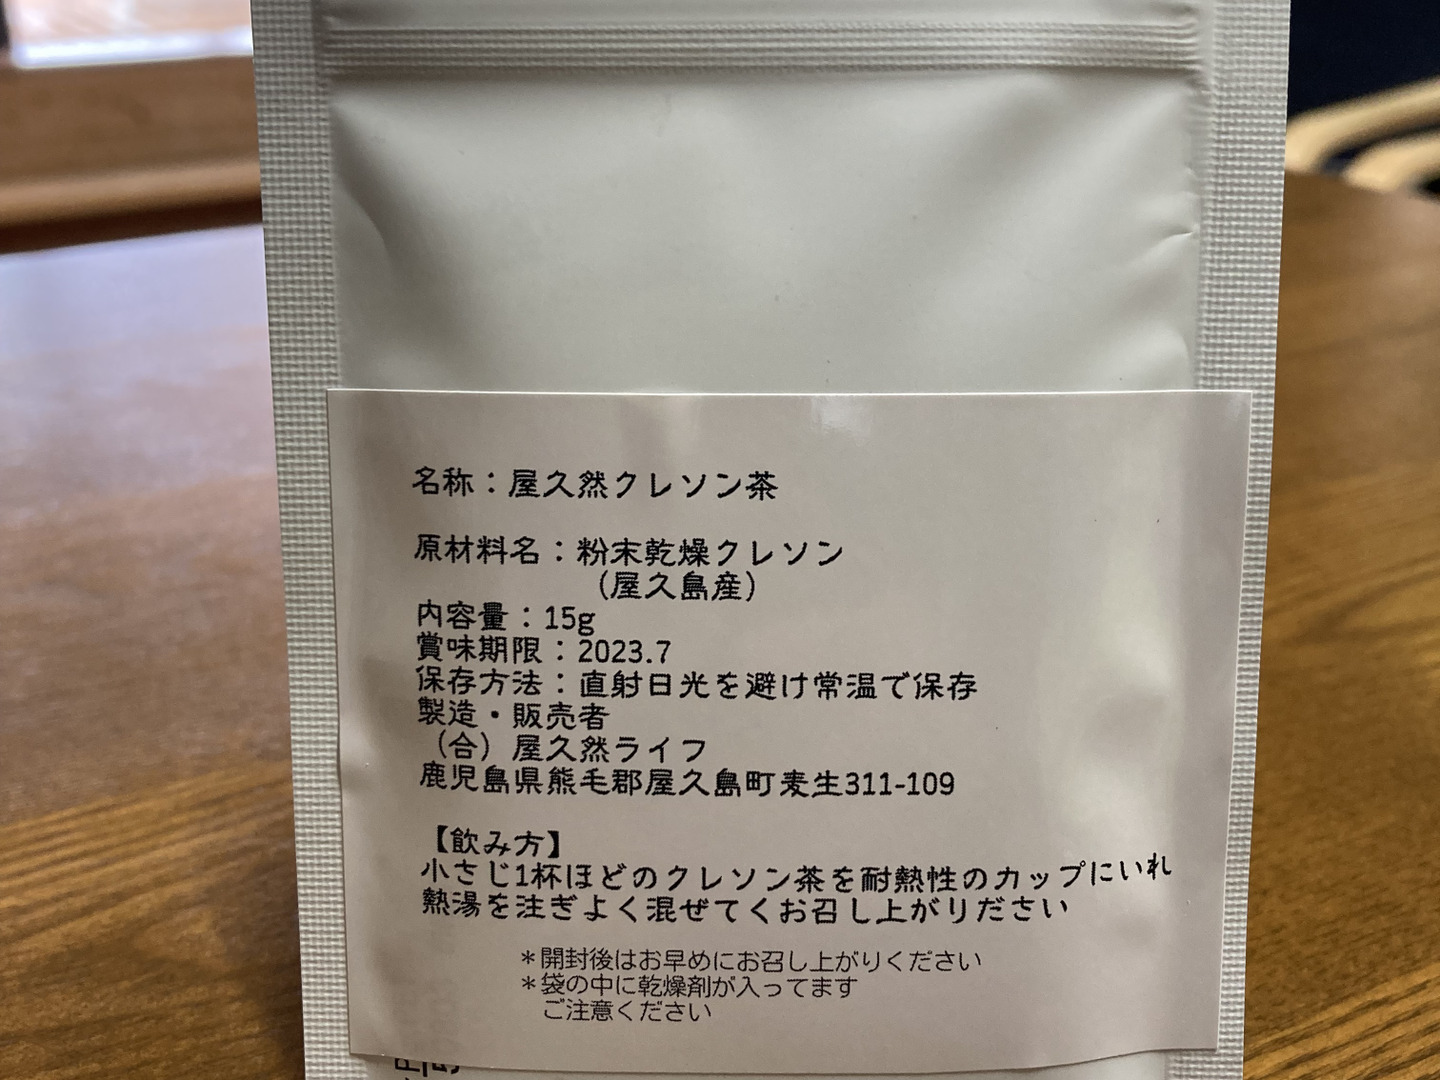 名称：屋久然クレソン茶
原材料名：粉末乾燥クレソン
（屋久島産）
内容量：15g
賞味期限：2023.7
保存方法：直射日光を避け常温で保存
製造・販売者
（合）屋久然ライフ
鹿児島県熊毛郡屋久島町麦生311-109
【飲み方】
小さじ1杯ほどのクレソン茶を耐熱性のカップにいれ
熱湯を注ぎよく混ぜてくお召し上がりださい
＊開封後はお早めにお召し上がりください
＊袋の中に乾燥剤が入ってます
ご注意ください